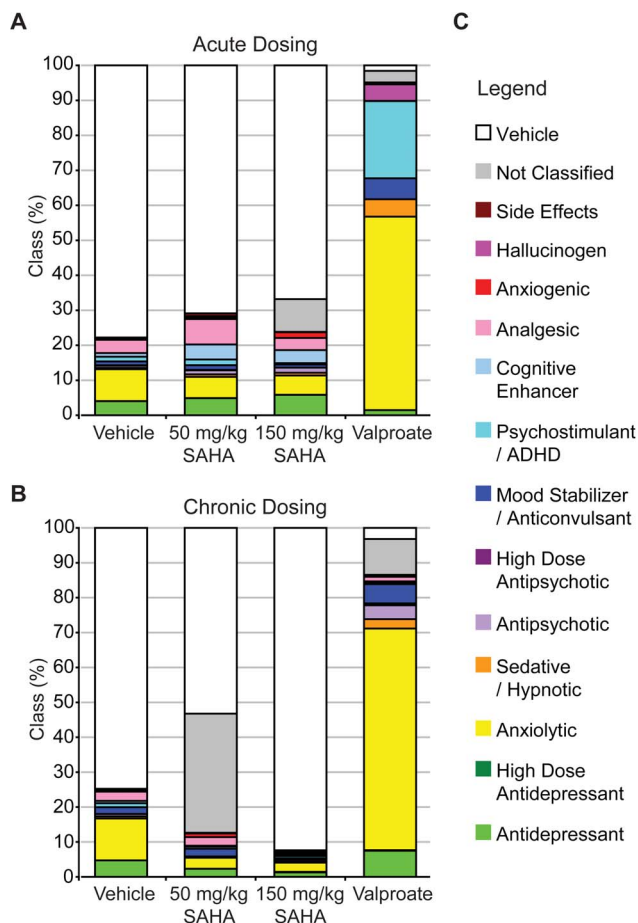 A
Acute Dosing
100
90
80
70
60
50
40
30
20
10
0
Class (%)
Vehicle
50 mg/kg
SAHA
150 mg/kg
SAHA
Valproate
B
Chronic Dosing
100
90
80
70
60
50
40
30
20
10
0
Class (%)
Vehicle
50 mg/kg
SAHA
150 mg/kg
SAHA
Valproate
C
Legend
Vehicle
Not Classified
Side Effects
Hallucinogen
Anxiogenic
Analgesic
Cognitive
Enhancer
Psychostimulant
/ ADHD
Mood Stabilizer
/ Anticonvulsant
High Dose
Antipsychotic
Antipsychotic
Sedative
/ Hypnotic
Anxiolytic
High Dose
Antidepressant
Antidepressant